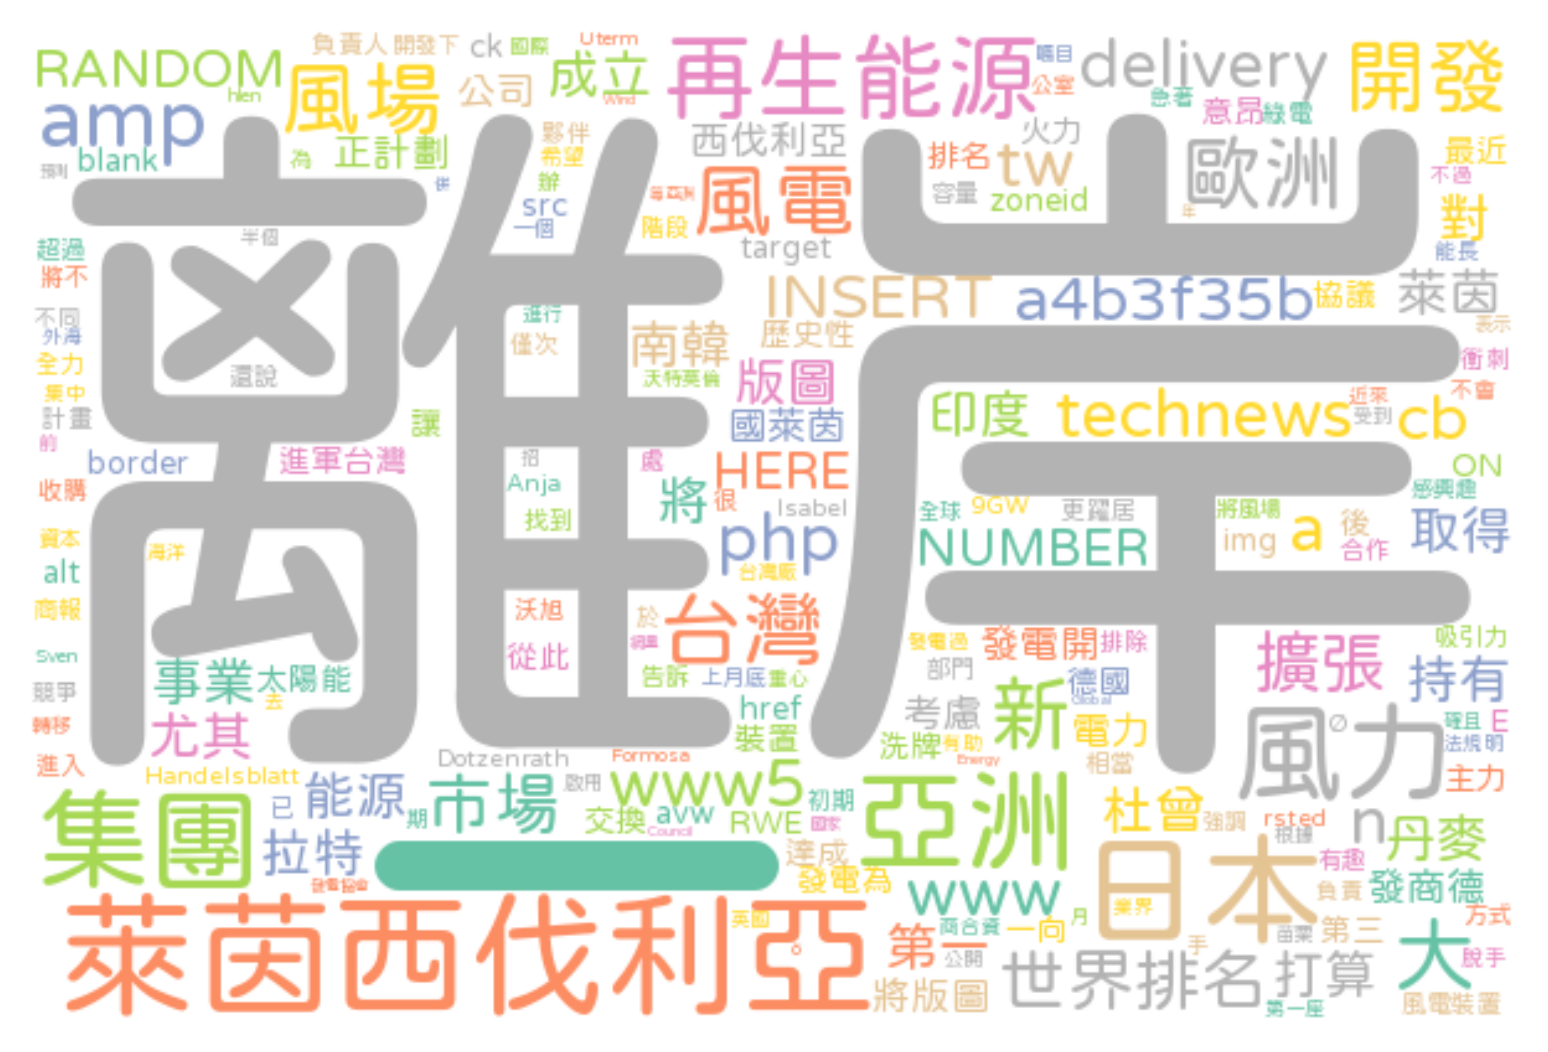 RANDOM
負責人
開發下
ck
國際
Uterm
再生能源
矚目
delivery
開發
風場
公司
成立
公室
amp
hien
Wind
急著
意昂
綠電
blank
為
正計劃
夥伴
希望
西伐利亞
火力
排名
tw
歐洲
最近
不過
離岸
辦
src
一個
階段
風電
容量
zoneid
年
對
能長
超過
半個
target
將不
INSERT
a4b3f35b
協議
萊茵
不同
外海
進行
僅次
南韓
歷史性
表示
全力
還說
沃特英倫
版圖
衝刺
集中
不會
計畫
讓
國萊茵
印度
technews
近來
受到
cb
前
border
進軍台灣
招
處
HERE
ON
收購
Anja
將
很
Isabel
全球
9GW
更躍居
將風場
感興趣
資本
海洋
找到
php
NUMBER
img
a
後
合作
取得
alt
台灣廠
商報
沃旭
於
台灣
發電過
發電開
排除
擴張
吸引力
Sven
從此
部門
競爭
事業
太陽能
告訴
上月底
重心
新
德國
Global
持有
轉移
去
尤其
href
考慮
電力
風力
確且
E
法規明
進入
裝置
洗牌
有助
Energy
相當
主力
Handelsblatt
Dotzenrath
Formosa
能源
市場
啟用
www5
亞洲
杜曾
集團
已
期
交換
avw
初期
Council
RWE
國家
強調
rsted
根據
n
丹麥
拉特
達成
日本
有趣
發電協會
發電為
www
業界
負責
發商德
萊茵西伐利亞
英國
第一
商合資
一向
月
苗栗
第三
大
方式
公開
手
世界排名
打算
脫手
將版圖
第一座
風電裝置